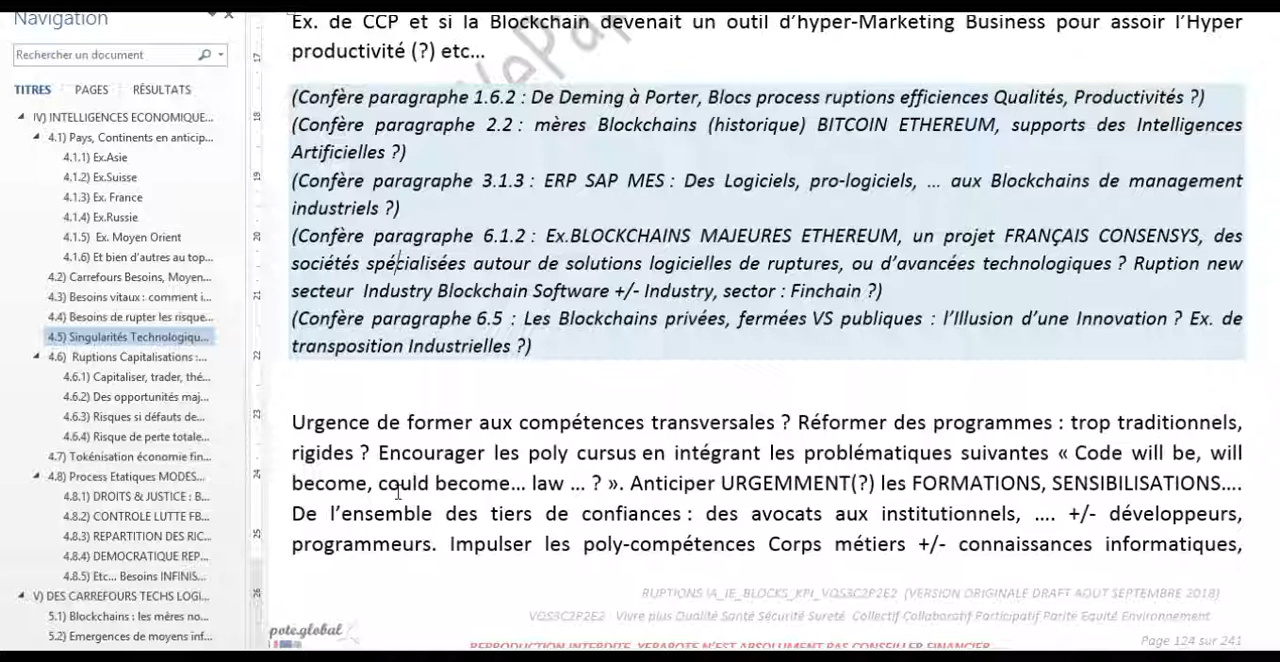 Navigation
Rechercher un document
TITRES PAGES RÉSULTATS
IV) INTELLIGENCES ECONOMIQUE...
4.1) Pays, Continents en anticip...
4.1.1) Ex.Asie
4.1.2) Ex.Suisse
4.1.3) Ex. France
4.1.4) Ex.Russie
4.1.5) Ex. Moyen Orient
4.1.6) Et bien d'autres au top...
4.2) Carrefours Besoins, Moyen...
4.3) Besoins vitaux : comment i...
4.4) Besoins de rupter les risque...
4.5) Singularités Technologiqu...
4.6) Ruptions Capitalisations :...
4.6.1) Capitaliser, trader, thé...
4.6.2) Des opportunités maj...
4.6.3) Risques si défauts de...
4.6.4) Risque de perte totale...
4.7) Tokénisation économie fin...
4.8) Process Etatiques MODES...
4.8.1) DROITS & JUSTICE : B...
4.8.2) CONTROLE LUTTE FB...
4.8.3) REPARTITION DES RIC...
4.8.4) DEMOCRATIQUE REP...
4.8.5) Etc... Besoins INFINIS...
V) DES CARREFOURS TECHS LOGI...
5.1) Blockchains : les mères no...
5.2) Emergences de moyens inf...
17
18
19
20
21
22
23
24
25
26
Ex. de CCP et si la Blockchain devenait un outil d'hyper-Marketing Business pour assoir l'Hyper
productivité (?) etc...
(Confère paragraphe 1.6.2 : De Deming à Porter, Blocs process ruptions efficiences Qualités, Productivités ?)
(Confère paragraphe 2.2 : mères Blockchains (historique) BITCOIN ETHEREUM, supports des Intelligences
Artificielles ?)
(Confère paragraphe 3.1.3 : ERP SAP MES : Des Logiciels, pro-logiciels, ... aux Blockchains de management
industriels ?)
(Confère paragraphe 6.1.2 : Ex.BLOCKCHAINS MAJEURES ETHEREUM, un projet FRANÇAIS CONSENSYS, des
sociétés spécialisées autour de solutions logicielles de ruptures, ou d'avancées technologiques ? Ruption new
secteur Industry Blockchain Software +/- Industry, sector : Finchain ?)
(Confère paragraphe 6.5 : Les Blockchains privées, fermées VS publiques : l'Illusion d'une Innovation ? Ex. de
transposition Industrielles ?)
Urgence de former aux compétences transversales ? Réformer des programmes : trop traditionnels,
rigides ? Encourager les poly cursus en intégrant les problématiques suivantes « Code will be, will
become, could become... law ... ? ». Anticiper URGEMMENT(?) les FORMATIONS, SENSIBILISATIONS....
De l'ensemble des tiers de confiances : des avocats aux institutionnels, .... +/- développeurs,
programmeurs. Impulser les poly-compétences Corps métiers +/- connaissances informatiques,
RUPTIONS IA_IE_BLOCKS_KPI_VQS3C2P2E2 (VERSION ORIGINALE DRAFT AOUT SEPTEMBRE 2018)
VQS3C2P2E2 : Vivre plus Qualité Santé Sécurité Sureté Collectif Collaboratif Participatif Parité Equité Environnement
pote.global
Page 124 sur 241
REPRODUCTION INTERDITE, YEPAPOTE N'EST ABSOLUMENT PAS CONSEILLER FINANCIER